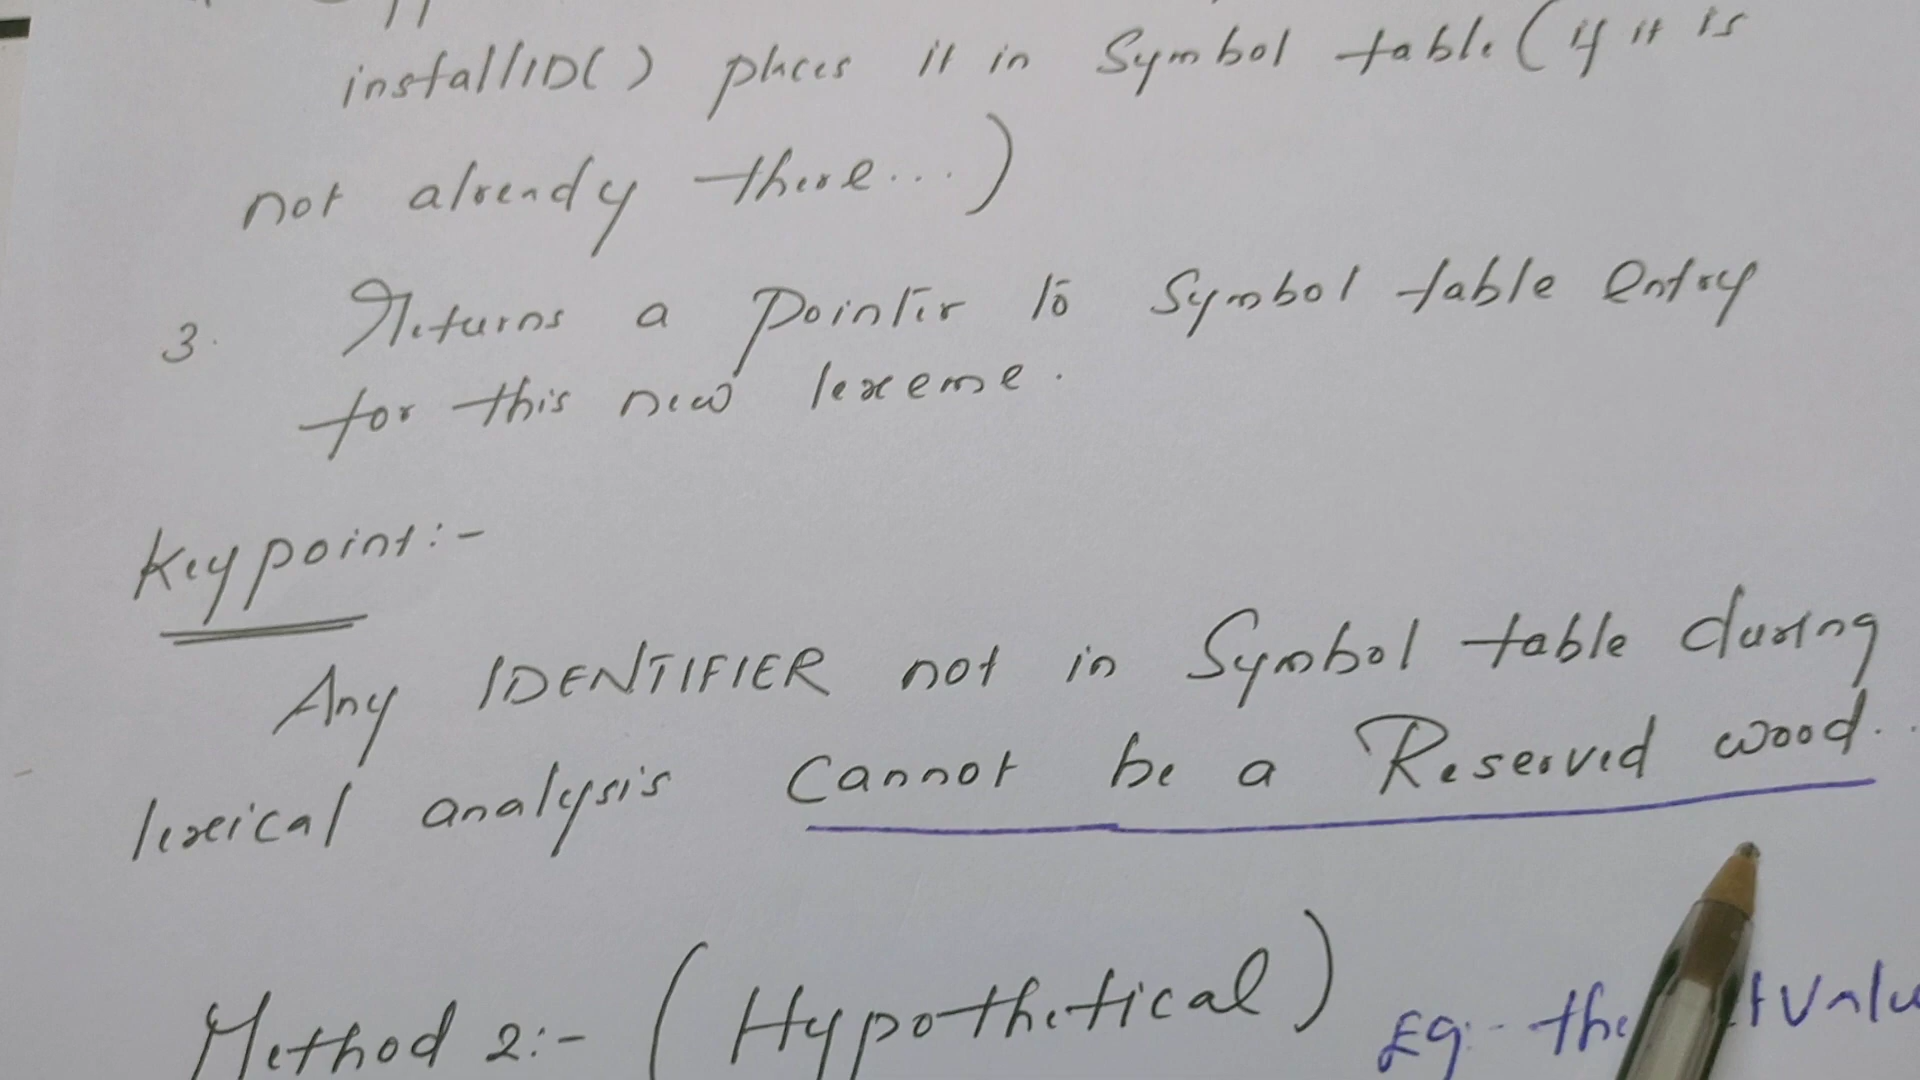 installID() places it in Symbol table (if it is
not already there...)
3. Returns a Pointer to Symbol table entry
for this new lexeme.
Keypoint:-
Any IDENTIFIER not in Symbol table during
lexical analysis Cannot be a Reserved word.
Method 2:- (Hypothetical) Eg:-